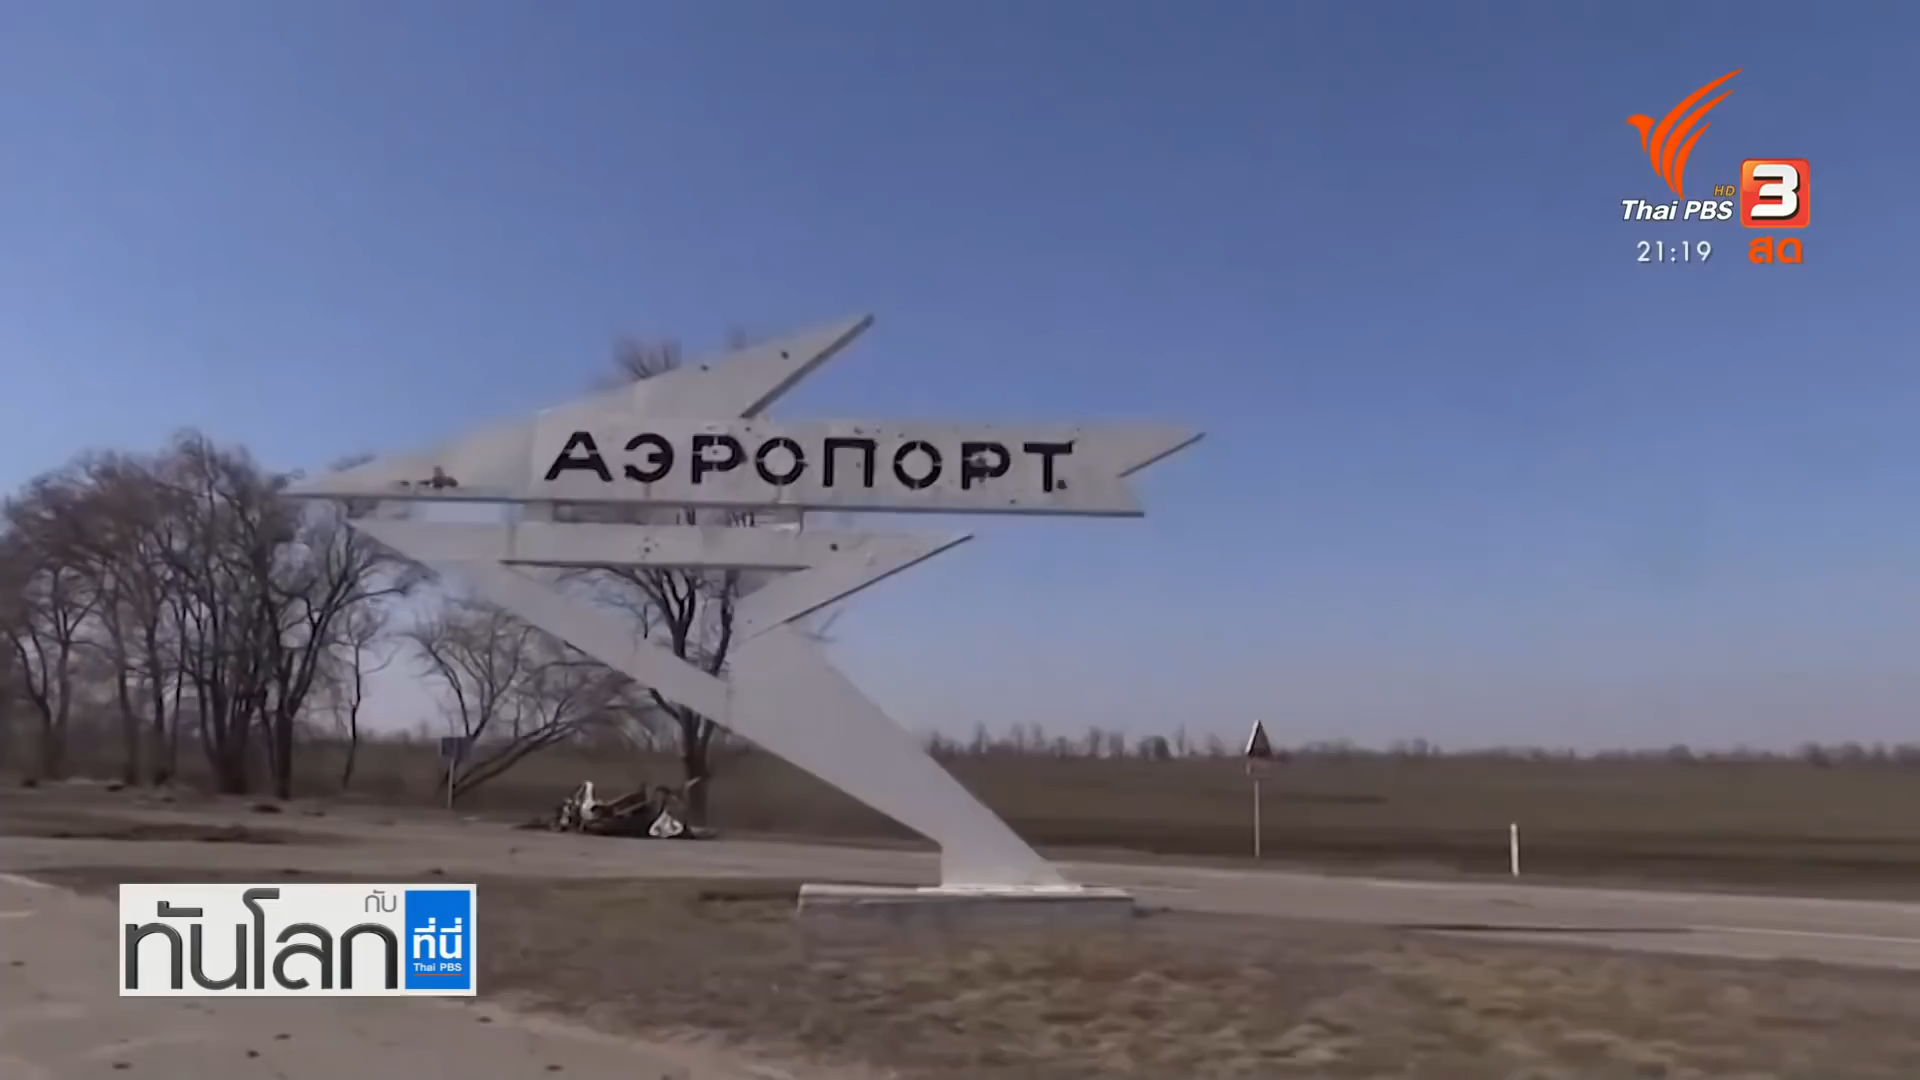 HD
Thai PBS 3
21:19 สด
АЭРОПОРТ
ทันโลก กับ ที่นี่
Thai PBS